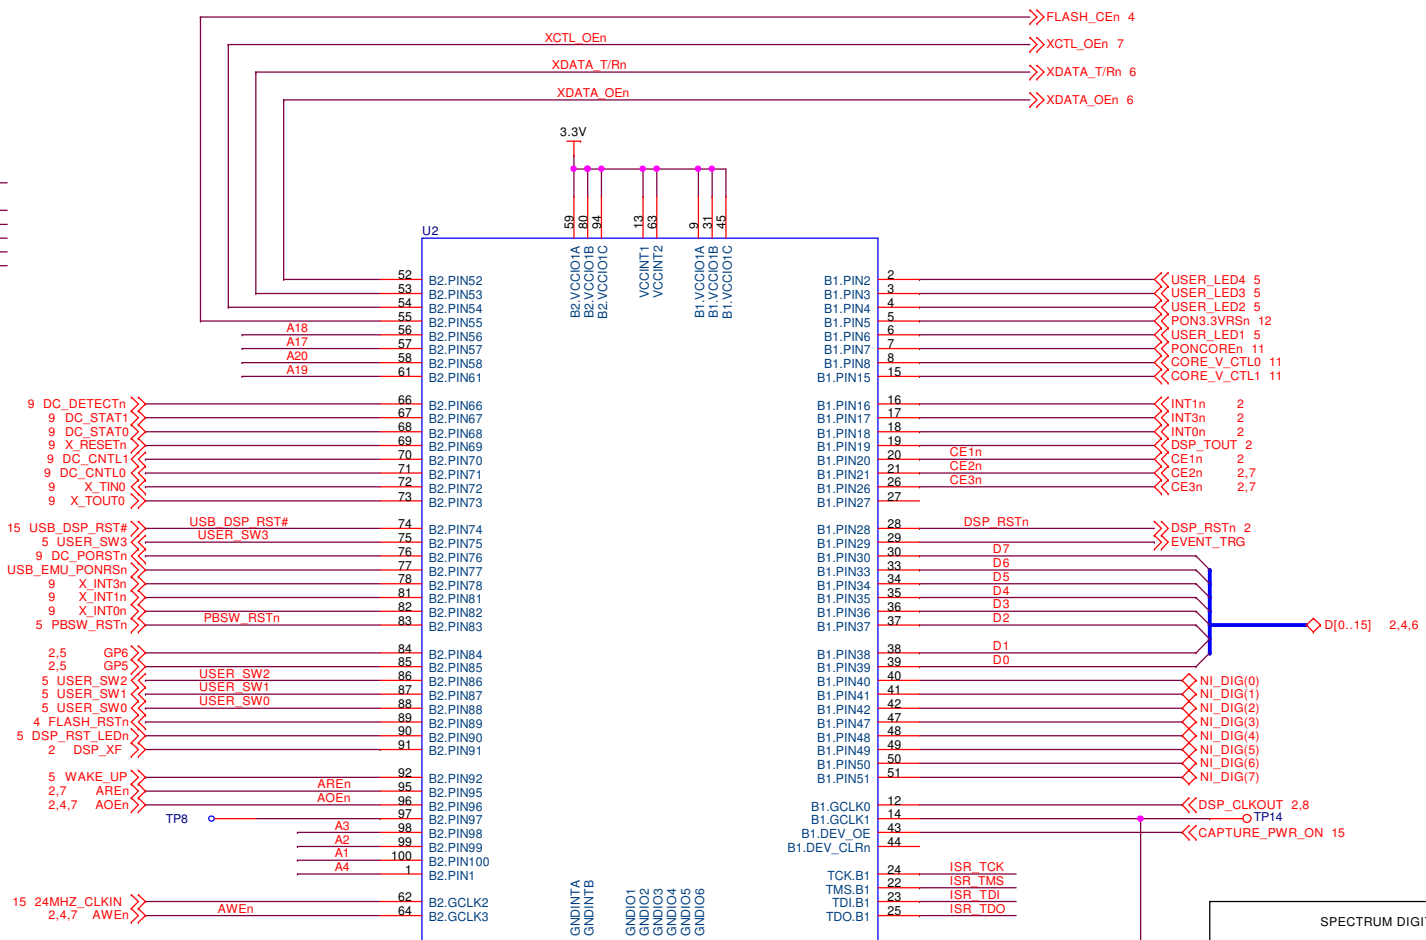 FLASH_CEn 4
XCTL_OEn
XCTL_OEn 7
XDATA_T/Rn
XDATA_T/Rn 6
XDATA_OEn
XDATA_OEn 6
3.3V
59 80 94 13 63 9 31 45
U2
B2.VCCIO1A
B2.VCCIO1B
B2.VCCIO1C
VCCINT1
VCCINT2
B1.VCCIO1A
B1.VCCIO1B
B1.VCCIO1C
52 B2.PIN52
53 B2.PIN53
54 B2.PIN54
55 B2.PIN55
A18 56 B2.PIN56
A17 57 B2.PIN57
A20 58 B2.PIN58
A19 61 B2.PIN61
9 DC_DETECTn 66 B2.PIN66
9 DC_STAT1 67 B2.PIN67
9 DC_STAT0 68 B2.PIN68
9 X_RESETn 69 B2.PIN69
9 DC_CNTL1 70 B2.PIN70
9 DC_CNTL0 71 B2.PIN71
9 X_TIN0 72 B2.PIN72
9 X_TOUT0 73 B2.PIN73
15 USB_DSP_RST# USB_DSP_RST# 74 B2.PIN74
5 USER_SW3 USER_SW3 75 B2.PIN75
9 DC_PORSTn 76 B2.PIN76
USB_EMU_PONRSn 77 B2.PIN77
9 X_INT3n 78 B2.PIN78
9 X_INT1n 81 B2.PIN81
9 X_INT0n 82 B2.PIN82
5 PBSW_RSTn PBSW_RSTn 83 B2.PIN83
2,5 GP6 84 B2.PIN84
2,5 GP5 85 B2.PIN85
5 USER_SW2 USER_SW2 86 B2.PIN86
5 USER_SW1 USER_SW1 87 B2.PIN87
5 USER_SW0 USER_SW0 88 B2.PIN88
4 FLASH_RSTn 89 B2.PIN89
5 DSP_RST_LEDn 90 B2.PIN90
2 DSP_XF 91 B2.PIN91
5 WAKE_UP 92 B2.PIN92
2,7 AREn AREn 95 B2.PIN95
2,4,7 AOEn AOEn 96 B2.PIN96
TP8 97 B2.PIN97
A3 98 B2.PIN98
A2 99 B2.PIN99
A1 100 B2.PIN100
A4 1 B2.PIN1
15 24MHZ_CLKIN 62 B2.GCLK2
2,4,7 AWEn AWEn 64 B2.GCLK3
GNDINTA
GNDINTB
GNDIO1
GNDIO2
GNDIO3
GNDIO4
GNDIO5
GNDIO6
B1.PIN2 2 USER_LED4 5
B1.PIN3 3 USER_LED3 5
B1.PIN4 4 USER_LED2 5
B1.PIN5 5 PON3.3VRSn 12
B1.PIN6 6 USER_LED1 5
B1.PIN7 7 PONCOREn 11
B1.PIN8 8 CORE_V_CTL0 11
B1.PIN15 15 CORE_V_CTL1 11
B1.PIN16 16 INT1n 2
B1.PIN17 17 INT3n 2
B1.PIN18 18 INT0n 2
B1.PIN19 19 DSP_TOUT 2
B1.PIN20 20 CE1n CE1n 2
B1.PIN21 21 CE2n CE2n 2,7
B1.PIN26 26 CE3n CE3n 2,7
B1.PIN27 27
B1.PIN28 28 DSP_RSTn DSP_RSTn 2
B1.PIN29 29 EVENT_TRG
B1.PIN30 30 D7
B1.PIN33 33 D6
B1.PIN34 34 D5
B1.PIN35 35 D4
B1.PIN36 36 D3
B1.PIN37 37 D2
D[0..15] 2,4,6
B1.PIN38 38 D1
B1.PIN39 39 D0
B1.PIN40 40 NI_DIG(0)
B1.PIN41 41 NI_DIG(1)
B1.PIN42 42 NI_DIG(2)
B1.PIN47 47 NI_DIG(3)
B1.PIN48 48 NI_DIG(4)
B1.PIN49 49 NI_DIG(5)
B1.PIN50 50 NI_DIG(6)
B1.PIN51 51 NI_DIG(7)
B1.GCLK0 12 DSP_CLKOUT 2,8
B1.GCLK1 14 TP14
B1.DEV_OE 43 CAPTURE_PWR_ON 15
B1.DEV_CLRn 44
TCK.B1 24 ISR_TCK
TMS.B1 22 ISR_TMS
TDI.B1 23 ISR_TDI
TDO.B1 25 ISR_TDO
SPECTRUM DIGI